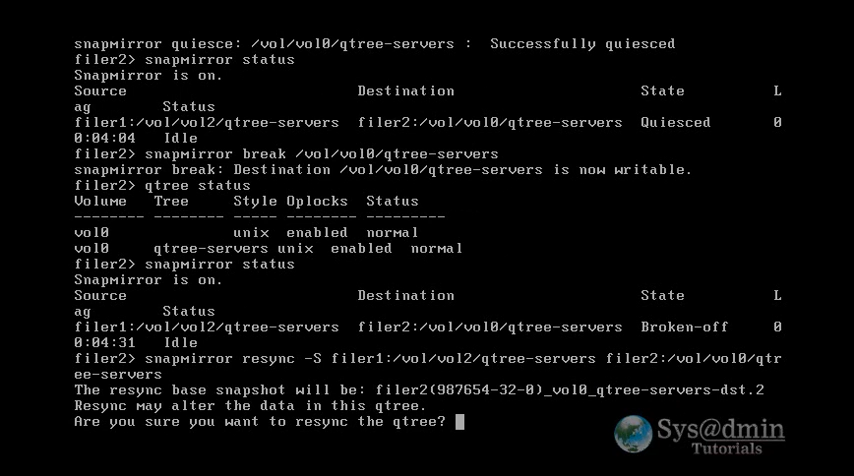 snapmirror quiesce: /vol/vol0/qtree-servers :  Successfully quiesced
filer2> snapmirror status
Snapmirror is on.
Source                          Destination                     State          L
ag        Status
filer1:/vol/vol2/qtree-servers  filer2:/vol/vol0/qtree-servers  Quiesced       0
0:04:04   Idle
filer2> snapmirror break /vol/vol0/qtree-servers
snapmirror break: Destination /vol/vol0/qtree-servers is now writable.
filer2> qtree status
Volume   Tree     Style Oplocks  Status
-------- -------- ----- -------- ---------
vol0              unix  enabled  normal
vol0     qtree-servers unix  enabled  normal
filer2> snapmirror status
Snapmirror is on.
Source                          Destination                     State          L
ag        Status
filer1:/vol/vol2/qtree-servers  filer2:/vol/vol0/qtree-servers  Broken-off     0
0:04:31   Idle
filer2> snapmirror resync -S filer1:/vol/vol2/qtree-servers filer2:/vol/vol0/qtr
ee-servers
The resync base snapshot will be: filer2(987654-32-0)_vol0_qtree-servers-dst.2
Resync may alter the data in this qtree.
Are you sure you want to resync the qtree?
Sys@dmin
Tutorials